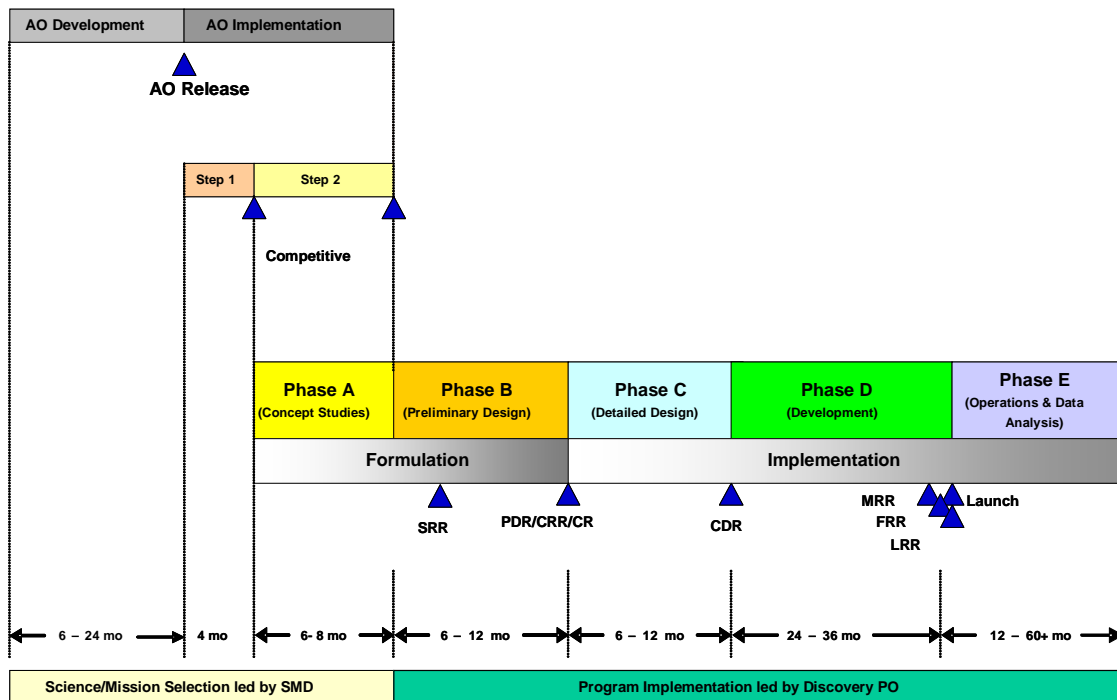 AO Development
AO Implementation
AO Release
Step 1
Step 2
Competitive
Phase A
(Concept Studies)
Phase B
(Preliminary Design)
Phase C
(Detailed Design)
Phase D
(Development)
Phase E
(Operations & Data
Analysis)
Formulation
Implementation
SRR
PDR/CRR/CR
CDR
MRR
FRR
LRR
Launch
6 – 24 mo
4 mo
6- 8 mo
6 – 12 mo
6 – 12 mo
24 – 36 mo
12 – 60+ mo
Science/Mission Selection led by SMD
Program Implementation led by Discovery PO